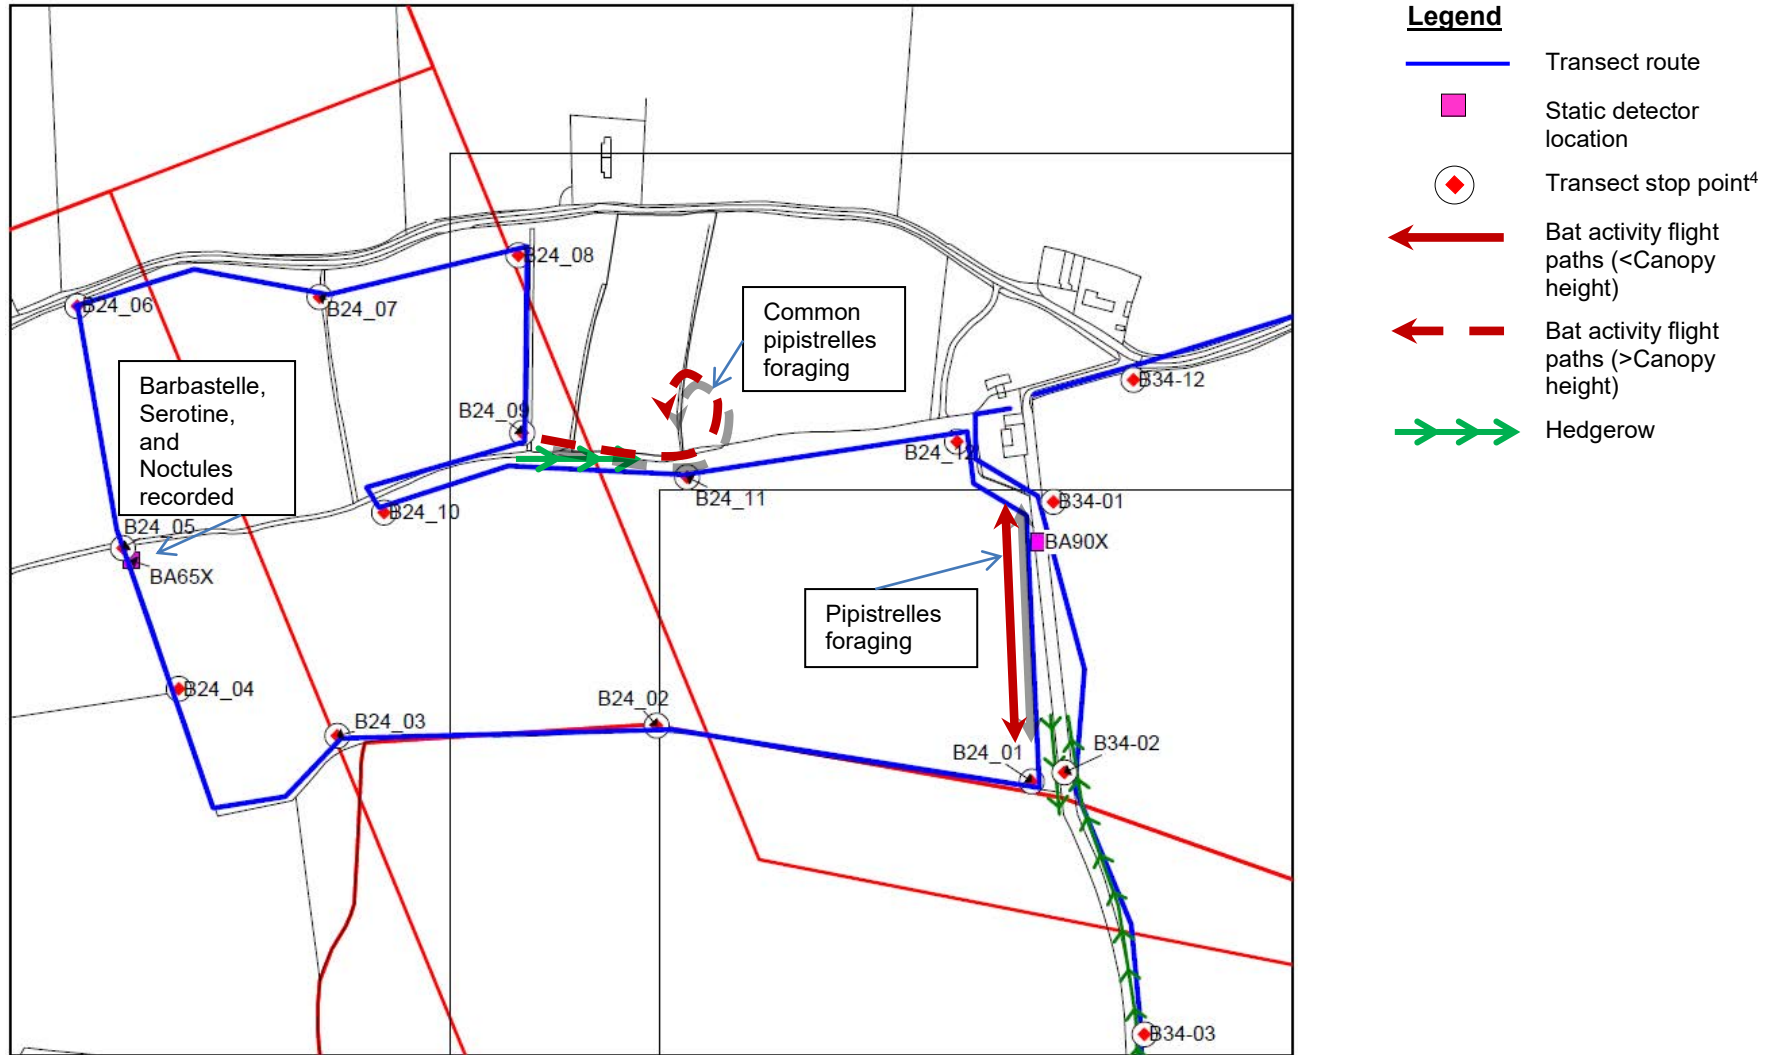 Legend
Transect route
Static detector
location
Transect stop point4
Bat activity flight
paths (<Canopy
height)
Bat activity flight
paths (>Canopy
height)
Hedgerow
B24_08
B24_06
B24_07
Common
pipistrelles
foraging
B34-12
Barbastelle,
Serotine,
and
Noctules
recorded
B24_09
B24_12
B24_11
B34-01
B24_10
B24_05
BA90X
BA65X
Pipistrelles
foraging
B24_04
B24_02
B24_03
B34-02
B24_01
B34-03